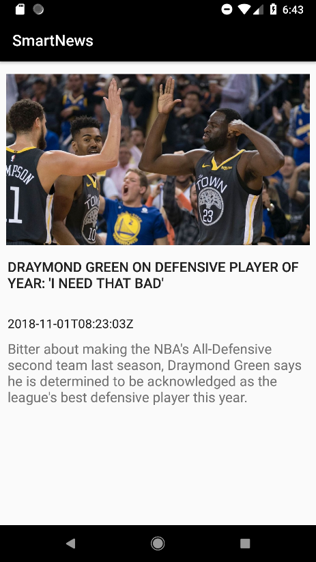 6:43
SmartNews
MPSON
1
TOWN
23
DRAYMOND GREEN ON DEFENSIVE PLAYER OF
YEAR: 'I NEED THAT BAD'
2018-11-01T08:23:03Z
Bitter about making the NBA's All-Defensive
second team last season, Draymond Green says
he is determined to be acknowledged as the
league's best defensive player this year.